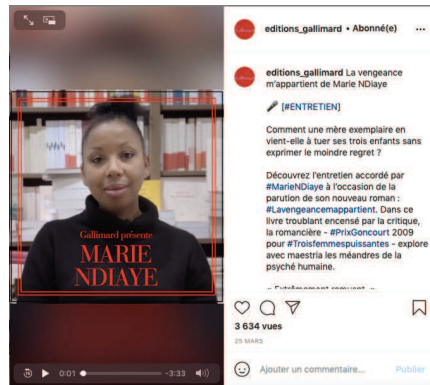 Gallimard présente
MARIE
NDIAYE
0:01
-3:33
editions_gallimard • Abonné(e) ...
editions_gallimard La vengeance
m'appartient de Marie NDiaye
[#ENTRETIEN]
Comment une mère exemplaire en
vient-elle à tuer ses trois enfants sans
exprimer le moindre regret ?
Découvrez l'entretien accordé par
#MarieNDiaye à l'occasion de la
parution de son nouveau roman :
#Lavengeancemappartient. Dans ce
livre troublant encensé par la critique,
la romancière - #PrixGoncourt 2009
pour #Troisfemmespuissantes - explore
avec maestria les méandres de la
psyché humaine.
3 634 vues
25 MARS
Ajouter un commentaire... Publier